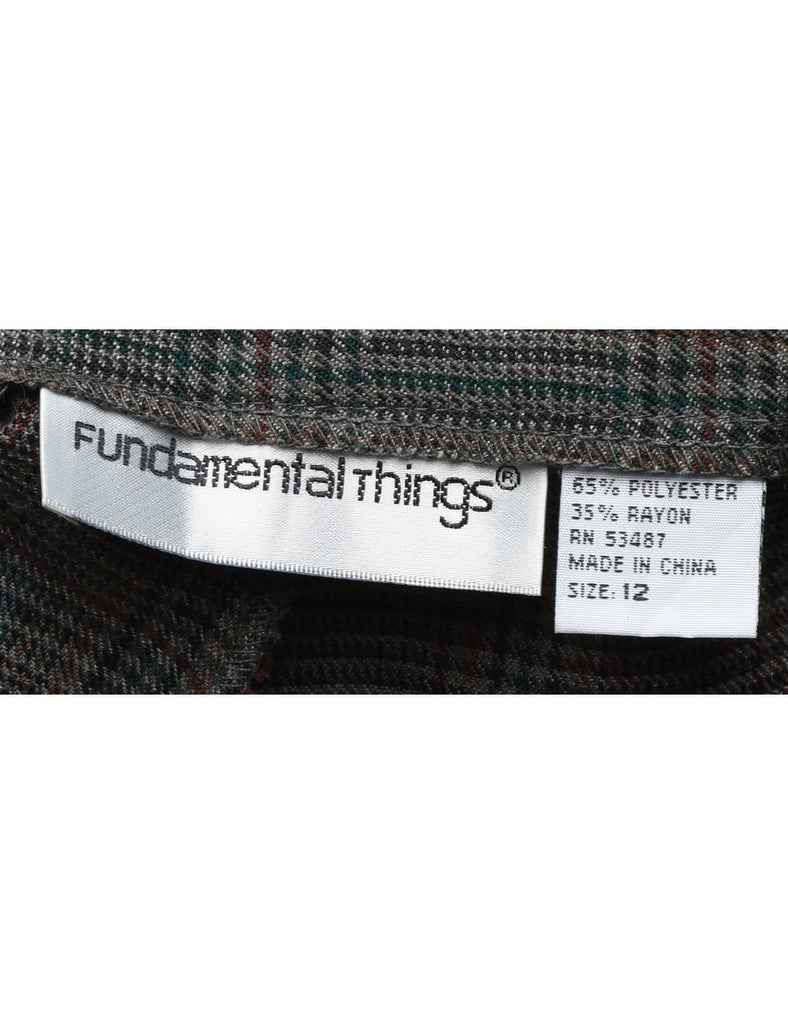 Fundamental Things®
65% POLYESTER
35% RAYON
RN 53487
MADE IN CHINA
SIZE: 12